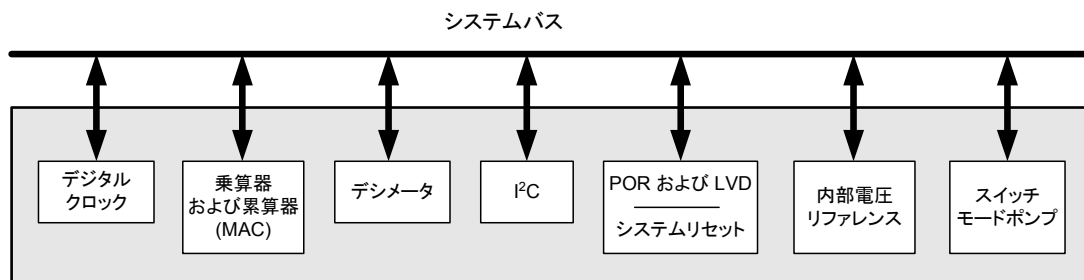 システムバス
デジタル
クロック
乗算器
および累算器
(MAC)
デシメータ
I²C
POR および LVD
システムリセット
内部電圧
リファレンス
スイッチ
モードポンプ